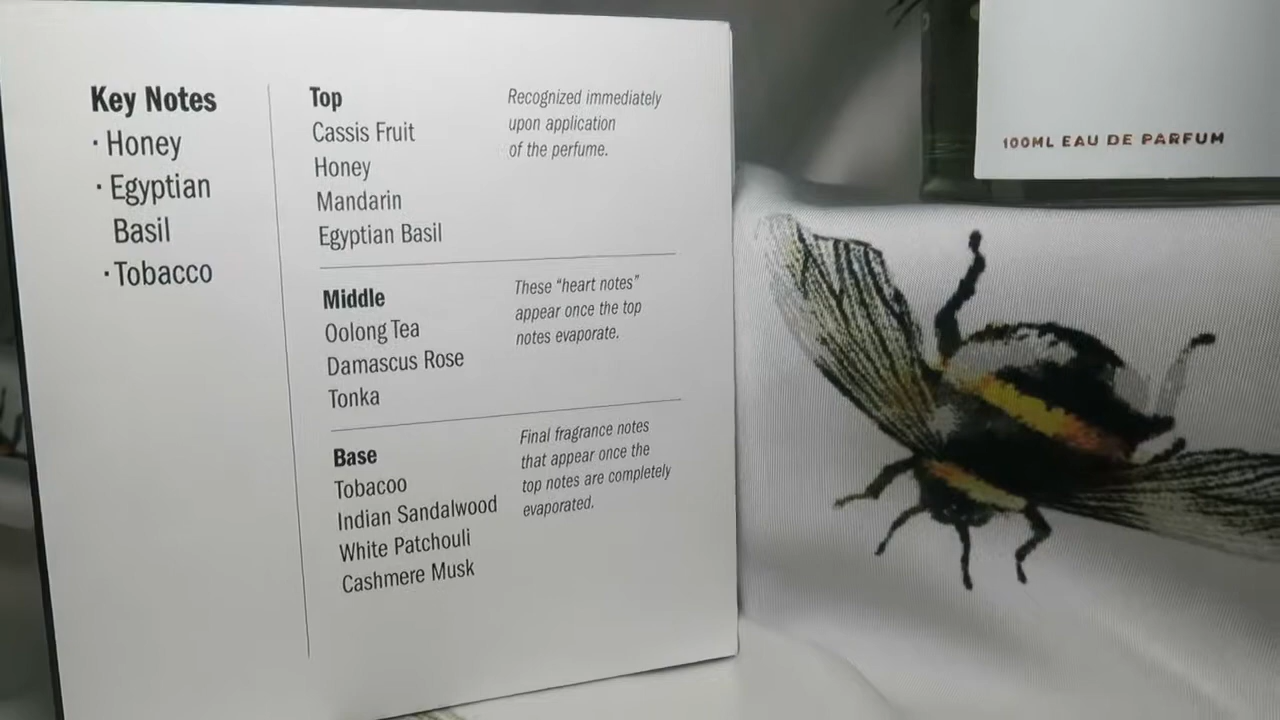 Key Notes
· Honey
· Egyptian
Basil
· Tobacco
Top
Cassis Fruit
Honey
Mandarin
Egyptian Basil
Recognized immediately
upon application
of the perfume.
Middle
Oolong Tea
Damascus Rose
Tonka
These “heart notes”
appear once the top
notes evaporate.
Base
Tobacoo
Indian Sandalwood
White Patchouli
Cashmere Musk
Final fragrance notes
that appear once the
top notes are completely
evaporated.
100ML EAU DE PARFUM